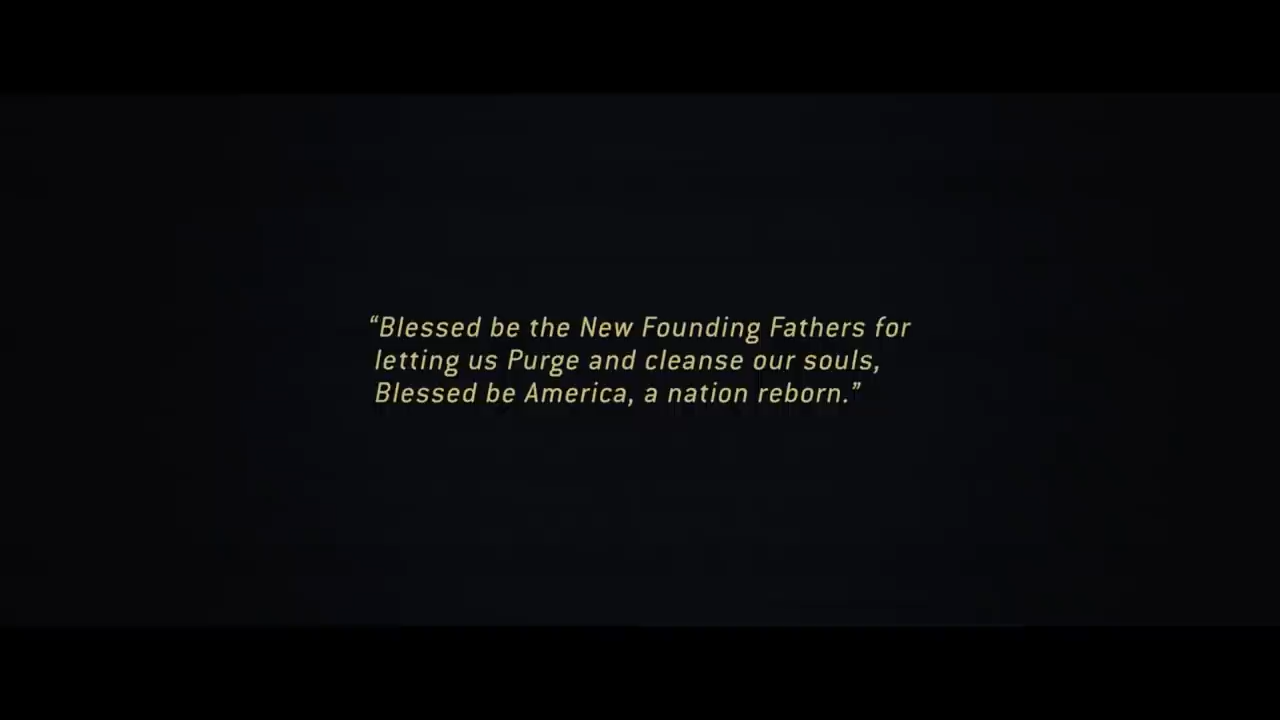 “Blessed be the New Founding Fathers for
letting us Purge and cleanse our souls,
Blessed be America, a nation reborn.”